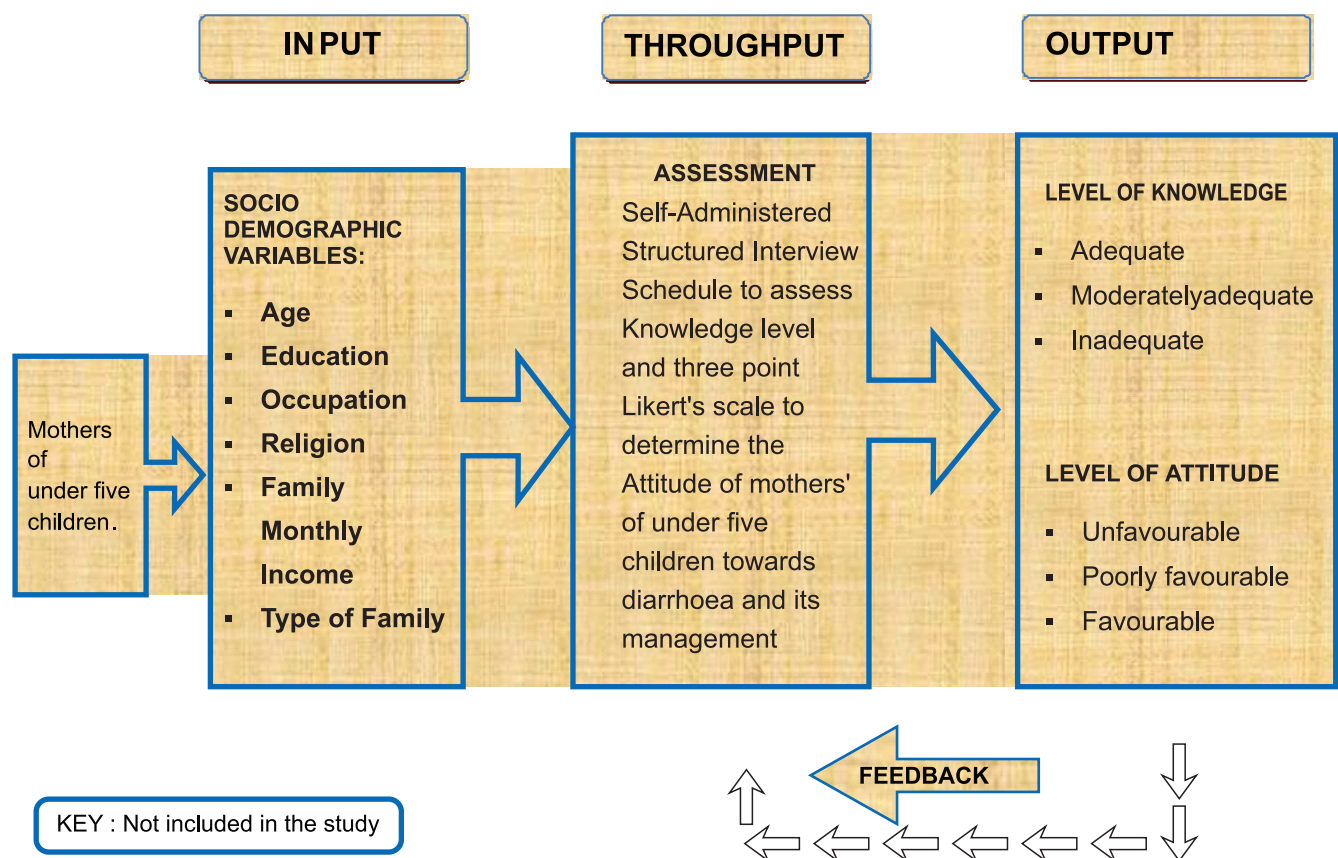 INPUT
THROUGHPUT
OUTPUT
Mothers
of
under five
children.
SOCIO
DEMOGRAPHIC
VARIABLES:
▪ Age
▪ Education
▪ Occupation
▪ Religion
▪ Family
Monthly
Income
▪ Type of Family
ASSESSMENT
Self-Administered
Structured Interview
Schedule to assess
Knowledge level
and three point
Likert's scale to
determine the
Attitude of mothers'
of under five
children towards
diarrhoea and its
management
LEVEL OF KNOWLEDGE
▪ Adequate
▪ Moderatelyadequate
▪ Inadequate
LEVEL OF ATTITUDE
▪ Unfavourable
▪ Poorly favourable
▪ Favourable
FEEDBACK
KEY : Not included in the study